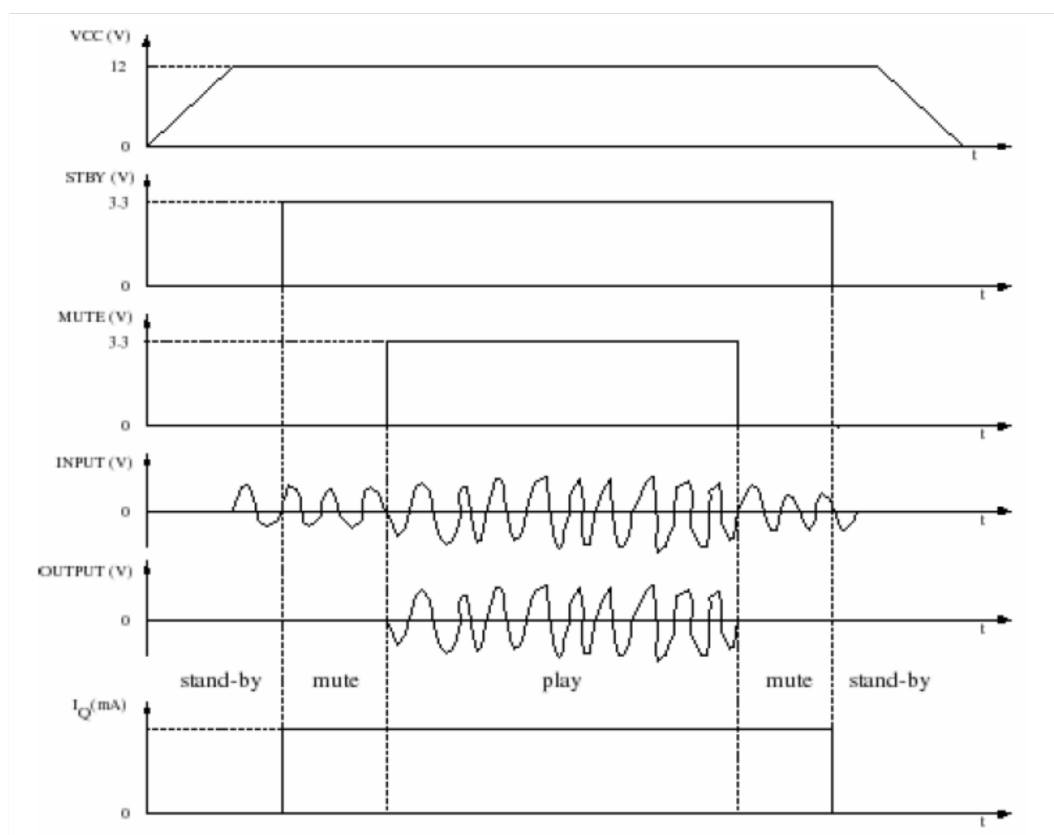 VCC (V)
12
0
t
STBY (V)
3.3
0
t
MUTE (V)
3.3
0
t
INPUT (V)
0
t
OUTPUT (V)
0
t
stand-by mute play mute stand-by
IQ(mA)
0
t